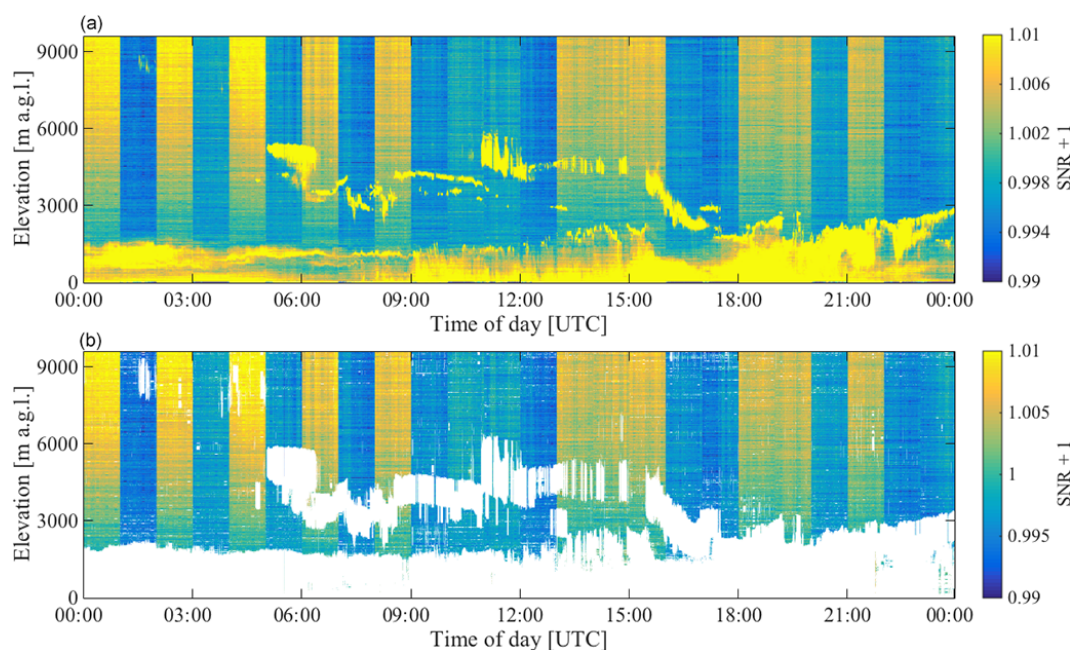 (a)
9000
6000
3000
0
Elevation [m a.g.l.]
00:00 03:00 06:00 09:00 12:00 15:00 18:00 21:00 00:00
Time of day [UTC]
1.01
1.006
1.002
0.998
0.994
0.99
SNR + 1
(b)
9000
6000
3000
0
Elevation [m a.g.l.]
00:00 03:00 06:00 09:00 12:00 15:00 18:00 21:00 00:00
Time of day [UTC]
1.01
1.005
1
0.995
0.99
SNR + 1